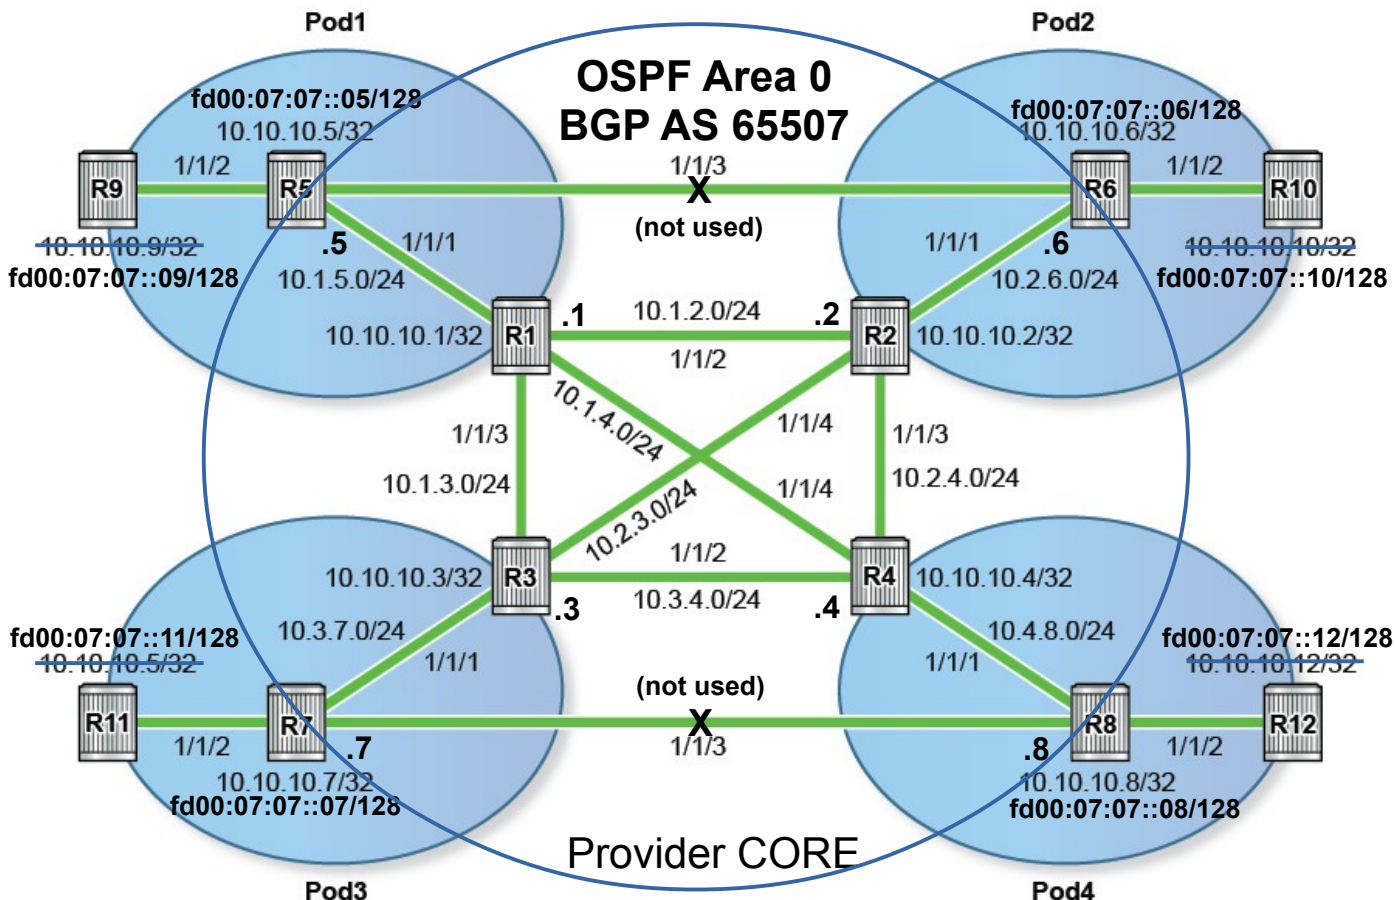 Pod1
Pod2
OSPF Area 0
BGP AS 65507
fd00:07:07::05/128
10.10.10.5/32
fd00:07:07::06/128
10.10.10.6/32
1/1/2
1/1/3
1/1/2
R9
R5
X
R6
R10
(not used)
10.10.10.9/32
.5
1/1/1
1/1/1
.6
10.10.10.10/32
fd00:07:07::09/128
10.1.5.0/24
10.2.6.0/24
fd00:07:07::10/128
10.10.10.1/32
R1
.1
10.1.2.0/24
.2
R2
10.10.10.2/32
1/1/2
10.1.4.0/24
1/1/3
1/1/4
1/1/3
10.1.3.0/24
10.2.3.0/24
1/1/4
10.2.4.0/24
10.10.10.3/32
R3
1/1/2
R4
10.10.10.4/32
.3
10.3.4.0/24
.4
fd00:07:07::11/128
10.3.7.0/24
10.4.8.0/24
fd00:07:07::12/128
10.10.10.5/32
1/1/1
1/1/1
10.10.10.12/32
(not used)
R11
R7
X
R8
R12
1/1/2
.7
1/1/3
.8
1/1/2
10.10.10.7/32
10.10.10.8/32
fd00:07:07::07/128
fd00:07:07::08/128
Provider CORE
Pod3
Pod4